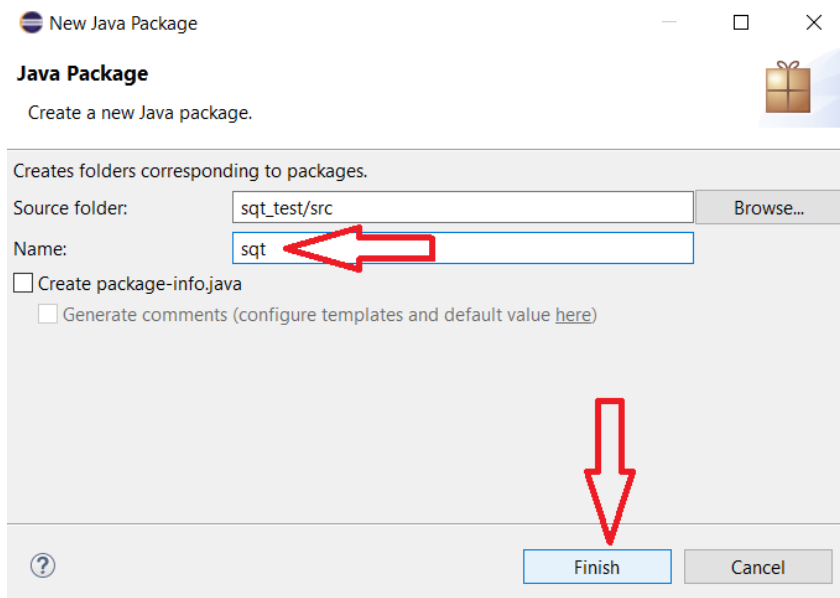 New Java Package
Java Package
Create a new Java package.
Creates folders corresponding to packages.
Source folder: sqt_test/src Browse...
Name: sqt
Create package-info.java
Generate comments (configure templates and default value here)
? Finish Cancel